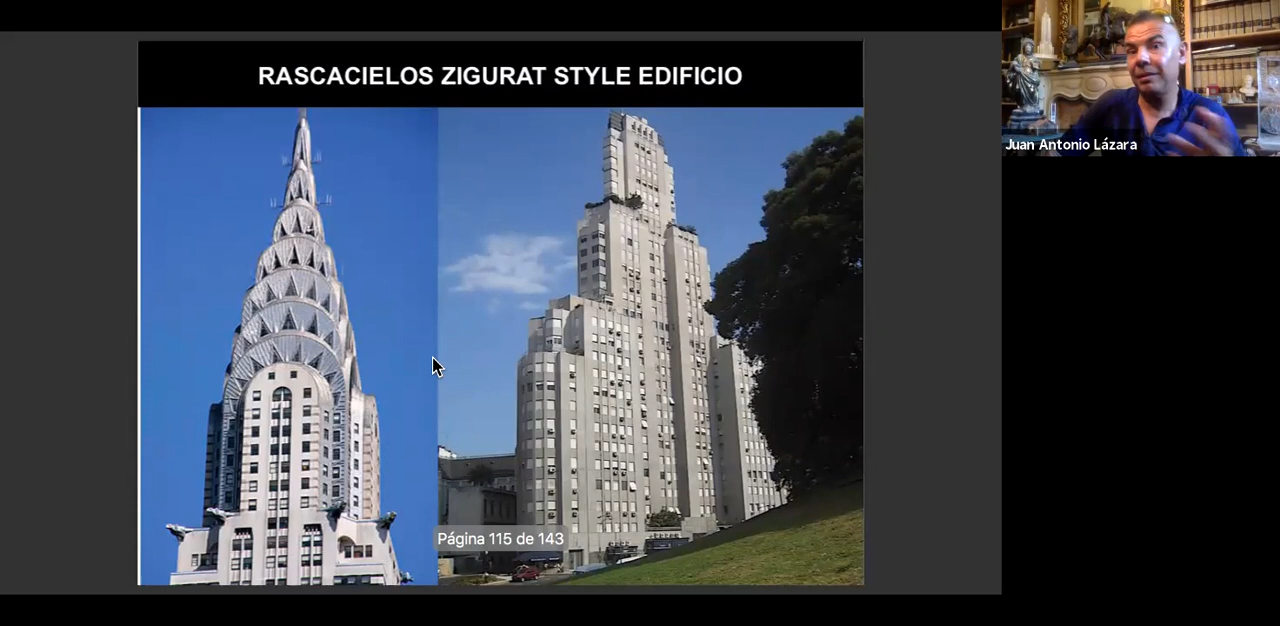 RASCACIELOS ZIGURAT STYLE EDIFICIO
Juan Antonio Lázara
Página 115 de 143